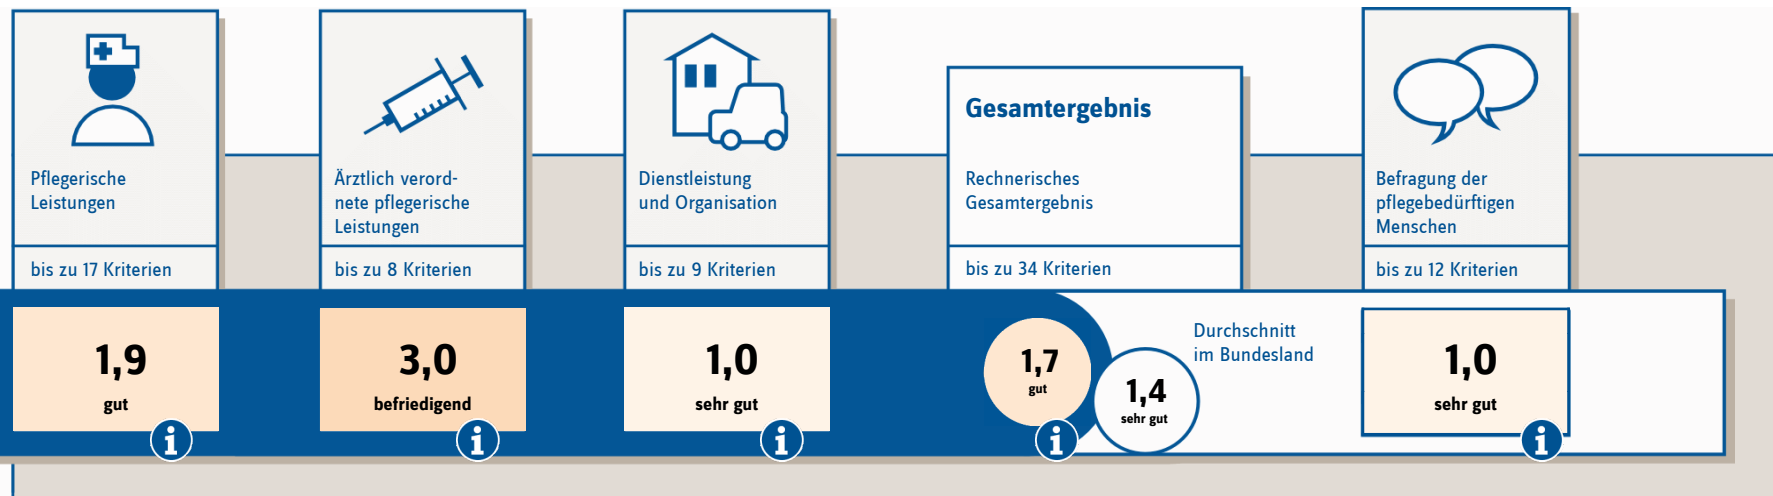 Pflegerische
Leistungen
bis zu 17 Kriterien
1,9
gut
i
Ärztlich verord-
nete pflegerische
Leistungen
bis zu 8 Kriterien
3,0
befriedigend
i
Dienstleistung
und Organisation
bis zu 9 Kriterien
1,0
sehr gut
i
Gesamtergebnis
Rechnerisches
Gesamtergebnis
bis zu 34 Kriterien
1,7
gut
i
1,4
sehr gut
Durchschnitt
im Bundesland
Befragung der
pflegebedürftigen
Menschen
bis zu 12 Kriterien
1,0
sehr gut
i